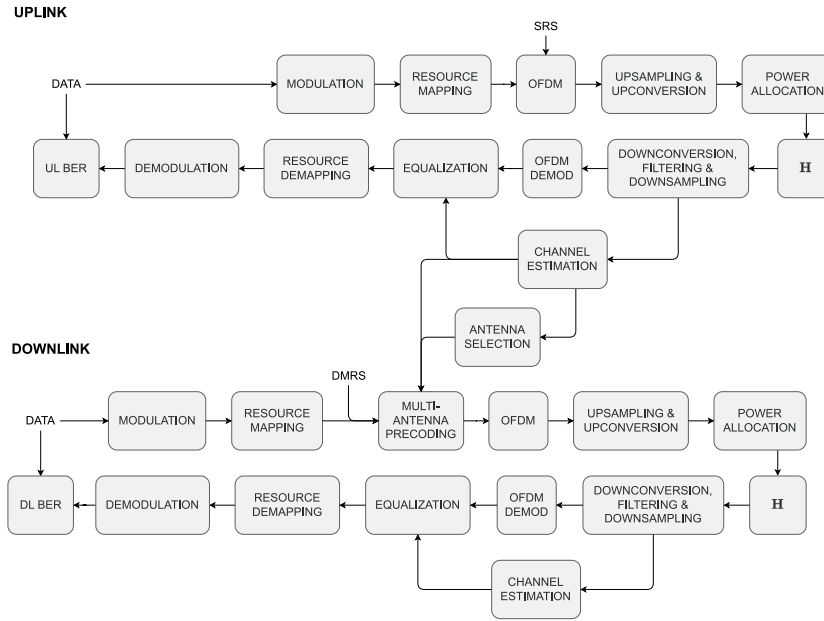 UPLINK
SRS
DATA
MODULATION
RESOURCE
MAPPING
OFDM
UPSAMPLING &
UPCONVERSION
POWER
ALLOCATION
UL BER
DEMODULATION
RESOURCE
DEMAPPING
EQUALIZATION
OFDM
DEMOD
DOWNCONVERSION,
FILTERING &
DOWNSAMPLING
H
CHANNEL
ESTIMATION
ANTENNA
SELECTION
DOWNLINK
DMRS
DATA
MODULATION
RESOURCE
MAPPING
MULTI-
ANTENNA
PRECODING
OFDM
UPSAMPLING &
UPCONVERSION
POWER
ALLOCATION
DL BER
DEMODULATION
RESOURCE
DEMAPPING
EQUALIZATION
OFDM
DEMOD
DOWNCONVERSION,
FILTERING &
DOWNSAMPLING
H
CHANNEL
ESTIMATION